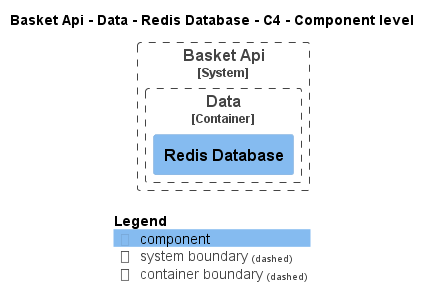 Basket Api - Data - Redis Database - C4 - Component level
Basket Api
[System]
Data
[Container]
Redis Database
Legend
component
system boundary (dashed)
container boundary (dashed)